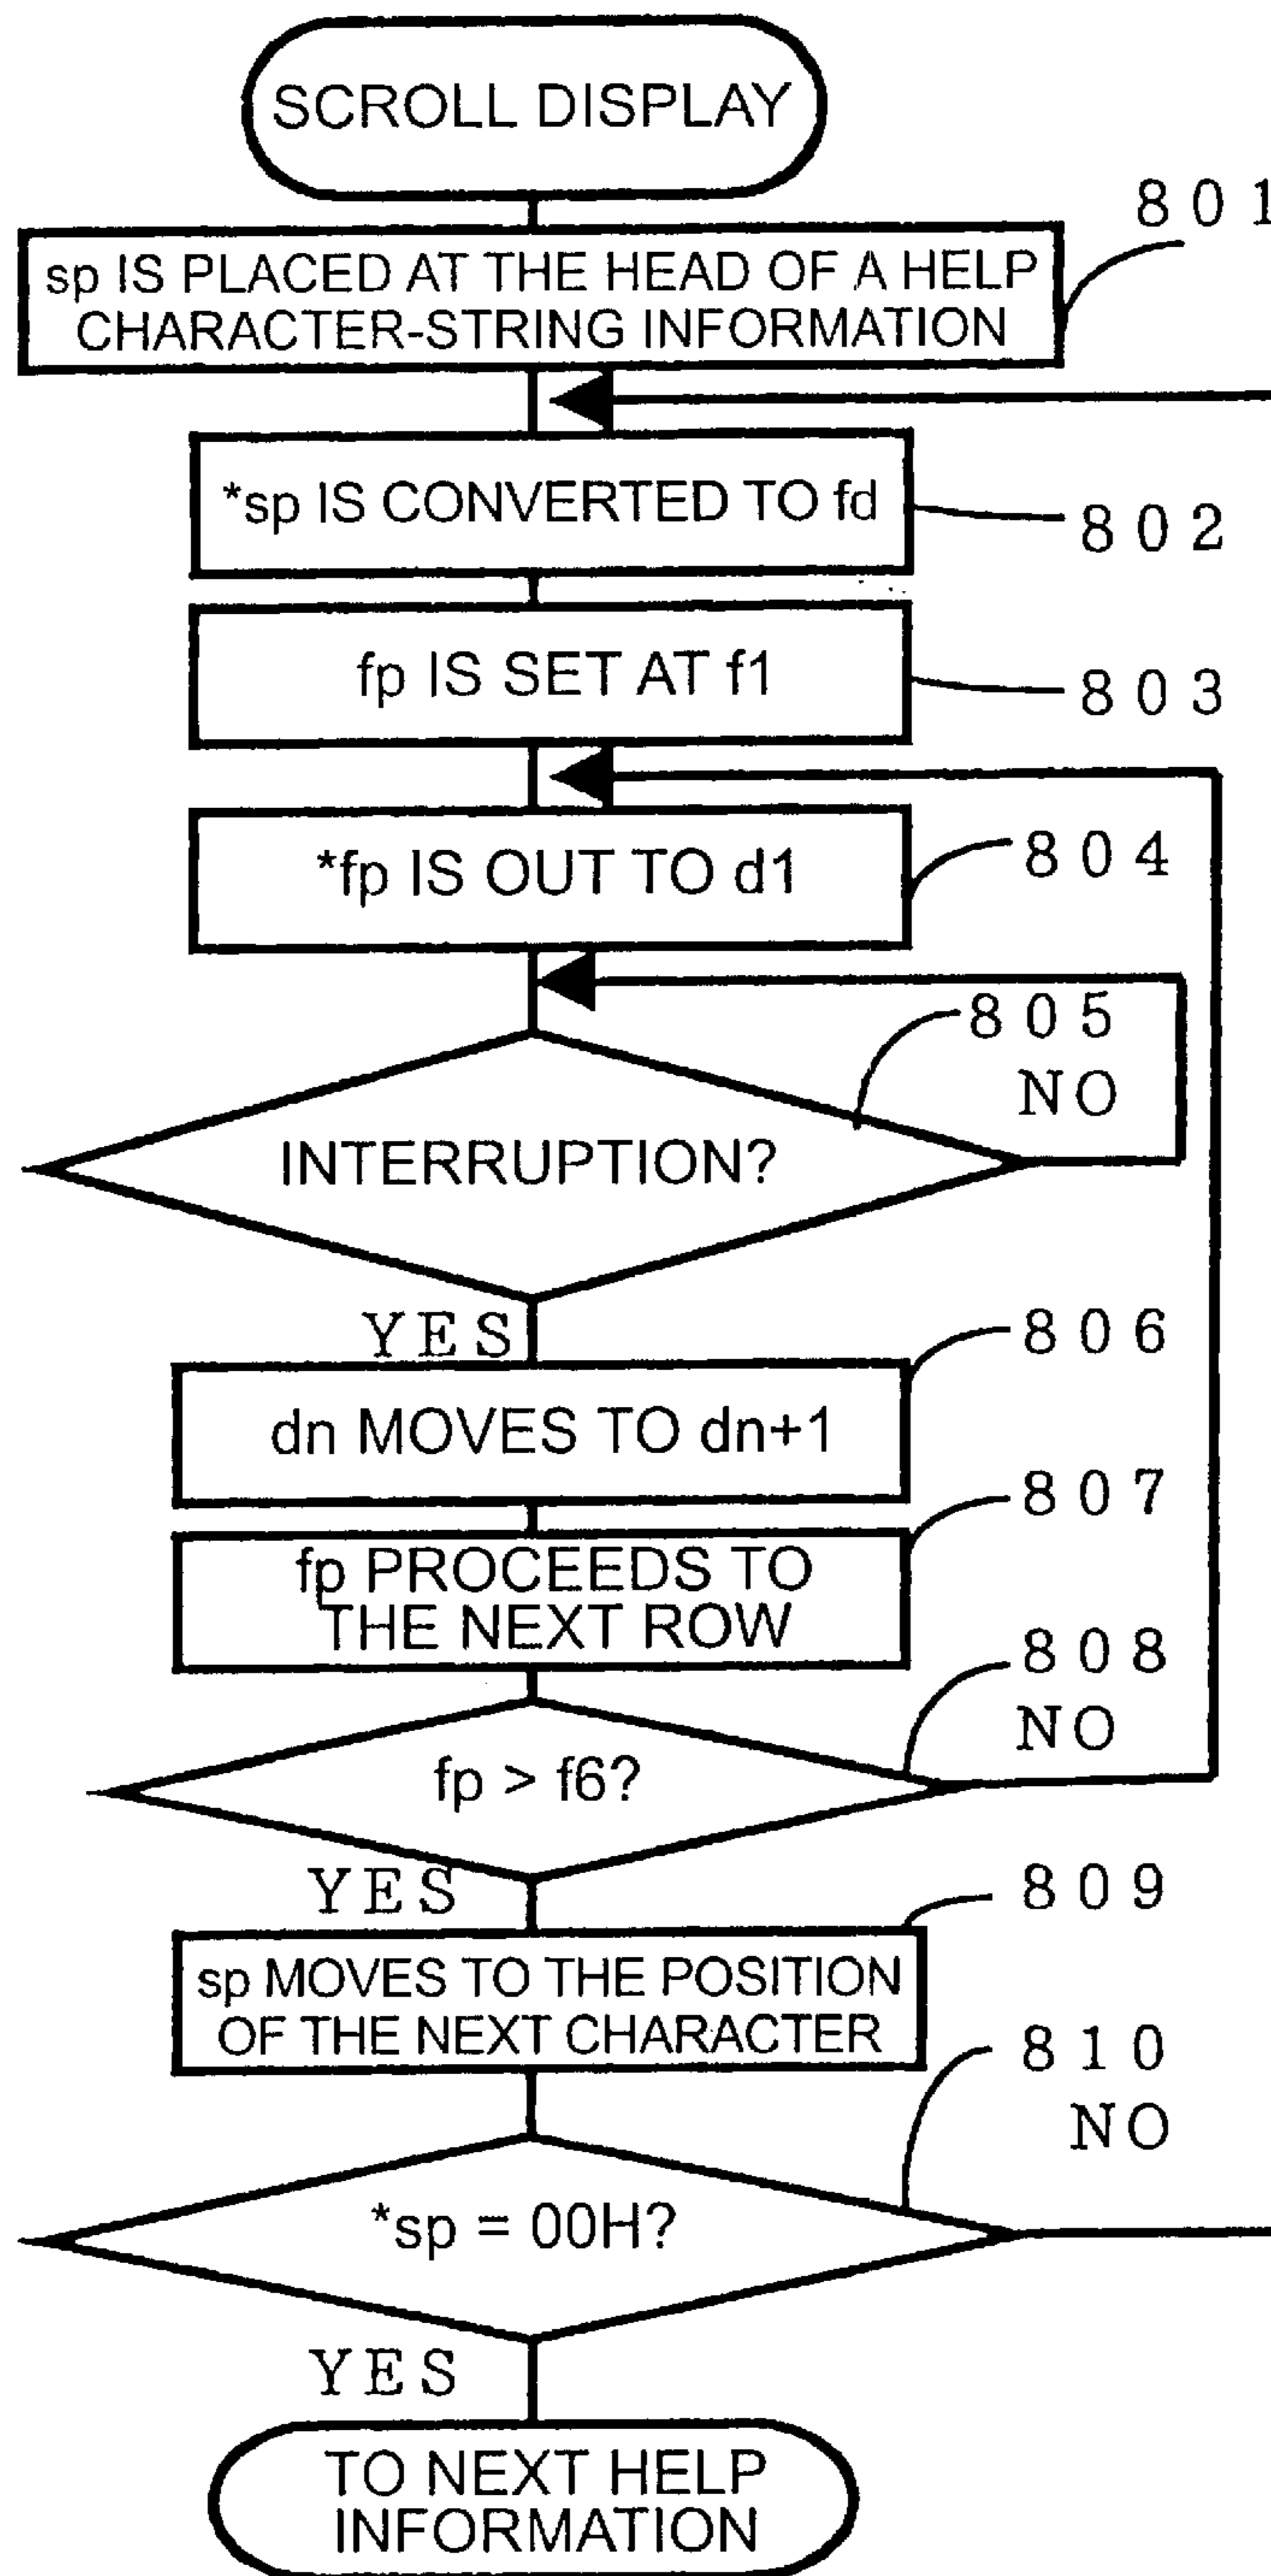 SCROLL DISPLAY
801
sp IS PLACED AT THE HEAD OF A HELP
CHARACTER-STRING INFORMATION
*sp IS CONVERTED TO fd
802
fp IS SET AT f1
803
*fp IS OUT TO d1
804
805
NO
INTERRUPTION?
YES
806
dn MOVES TO dn+1
807
fp PROCEEDS TO
THE NEXT ROW
808
NO
fp > f6?
YES
809
sp MOVES TO THE POSITION
OF THE NEXT CHARACTER
810
NO
*sp = 00H?
YES
TO NEXT HELP
INFORMATION